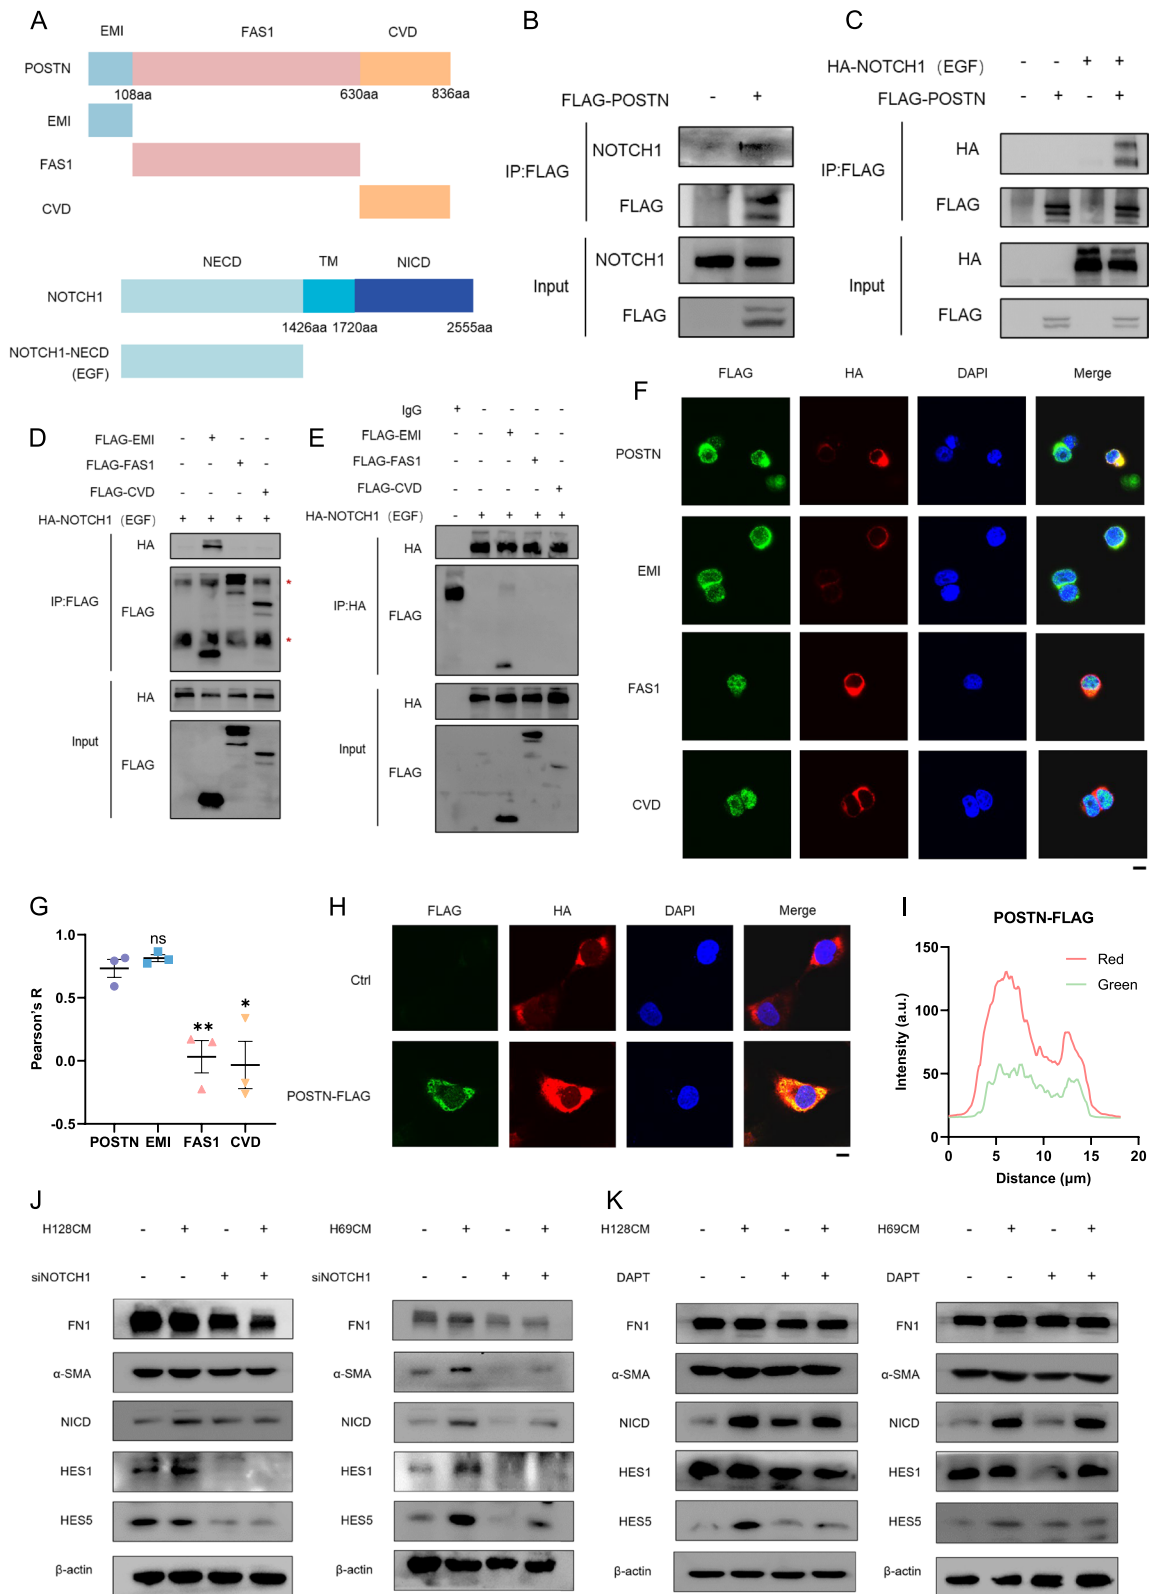 A
EMI FAS1 CVD
POSTN
108aa 630aa 836aa
EMI
FAS1
CVD
NECD TM NICD
NOTCH1
1426aa 1720aa 2555aa
NOTCH1-NECD
(EGF)
B
FLAG-POSTN - +
IP:FLAG
NOTCH1
FLAG
Input
NOTCH1
FLAG
C
HA-NOTCH1 (EGF) - - + +
FLAG-POSTN - + - +
IP:FLAG
HA
FLAG
Input
HA
FLAG
D
FLAG-EMI - + - -
FLAG-FAS1 - - + -
FLAG-CVD - - - +
HA-NOTCH1 (EGF) + + + +
IP:FLAG
HA
FLAG
*
*
Input
HA
FLAG
E
IgG + - - - -
FLAG-EMI - - + - -
FLAG-FAS1 - - - + -
FLAG-CVD - - - - +
HA-NOTCH1 (EGF) - + + + +
IP:HA
HA
FLAG
Input
HA
FLAG
F
FLAG HA DAPI Merge
POSTN
EMI
FAS1
CVD
G
Pearson's R
1.0
0.5
0.0
-0.5
ns
**
*
POSTN EMI FAS1 CVD
H
FLAG HA DAPI Merge
Ctrl
POSTN-FLAG
I
POSTN-FLAG
Intensity (a.u.)
150
100
50
0
Red
Green
0 5 10 15 20
Distance (μm)
J
H128CM - + - +
siNOTCH1 - - + +
FN1
α-SMA
NICD
HES1
HES5
β-actin
H69CM - + - +
siNOTCH1 - - + +
FN1
α-SMA
NICD
HES1
HES5
β-actin
K
H128CM - + - +
DAPT - - + +
FN1
α-SMA
NICD
HES1
HES5
β-actin
H69CM - + - +
DAPT - - + +
FN1
α-SMA
NICD
HES1
HES5
β-actin